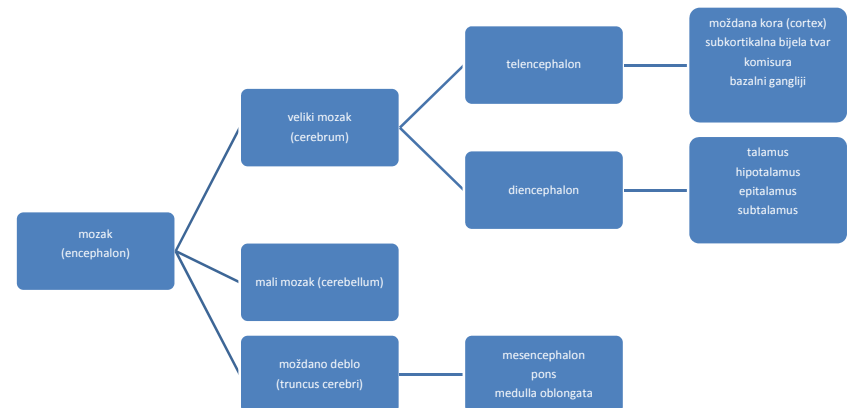 mozak
(encephalon)
veliki mozak
(cerebrum)
telencephalon
moždana kora (cortex)
subkortikalna bijela tvar
komisura
bazalni gangliji
diencephalon
talamus
hipotalamus
epitalamus
subtalamus
mali mozak (cerebellum)
moždano deblo
(truncus cerebri)
mesencephalon
pons
medulla oblongata